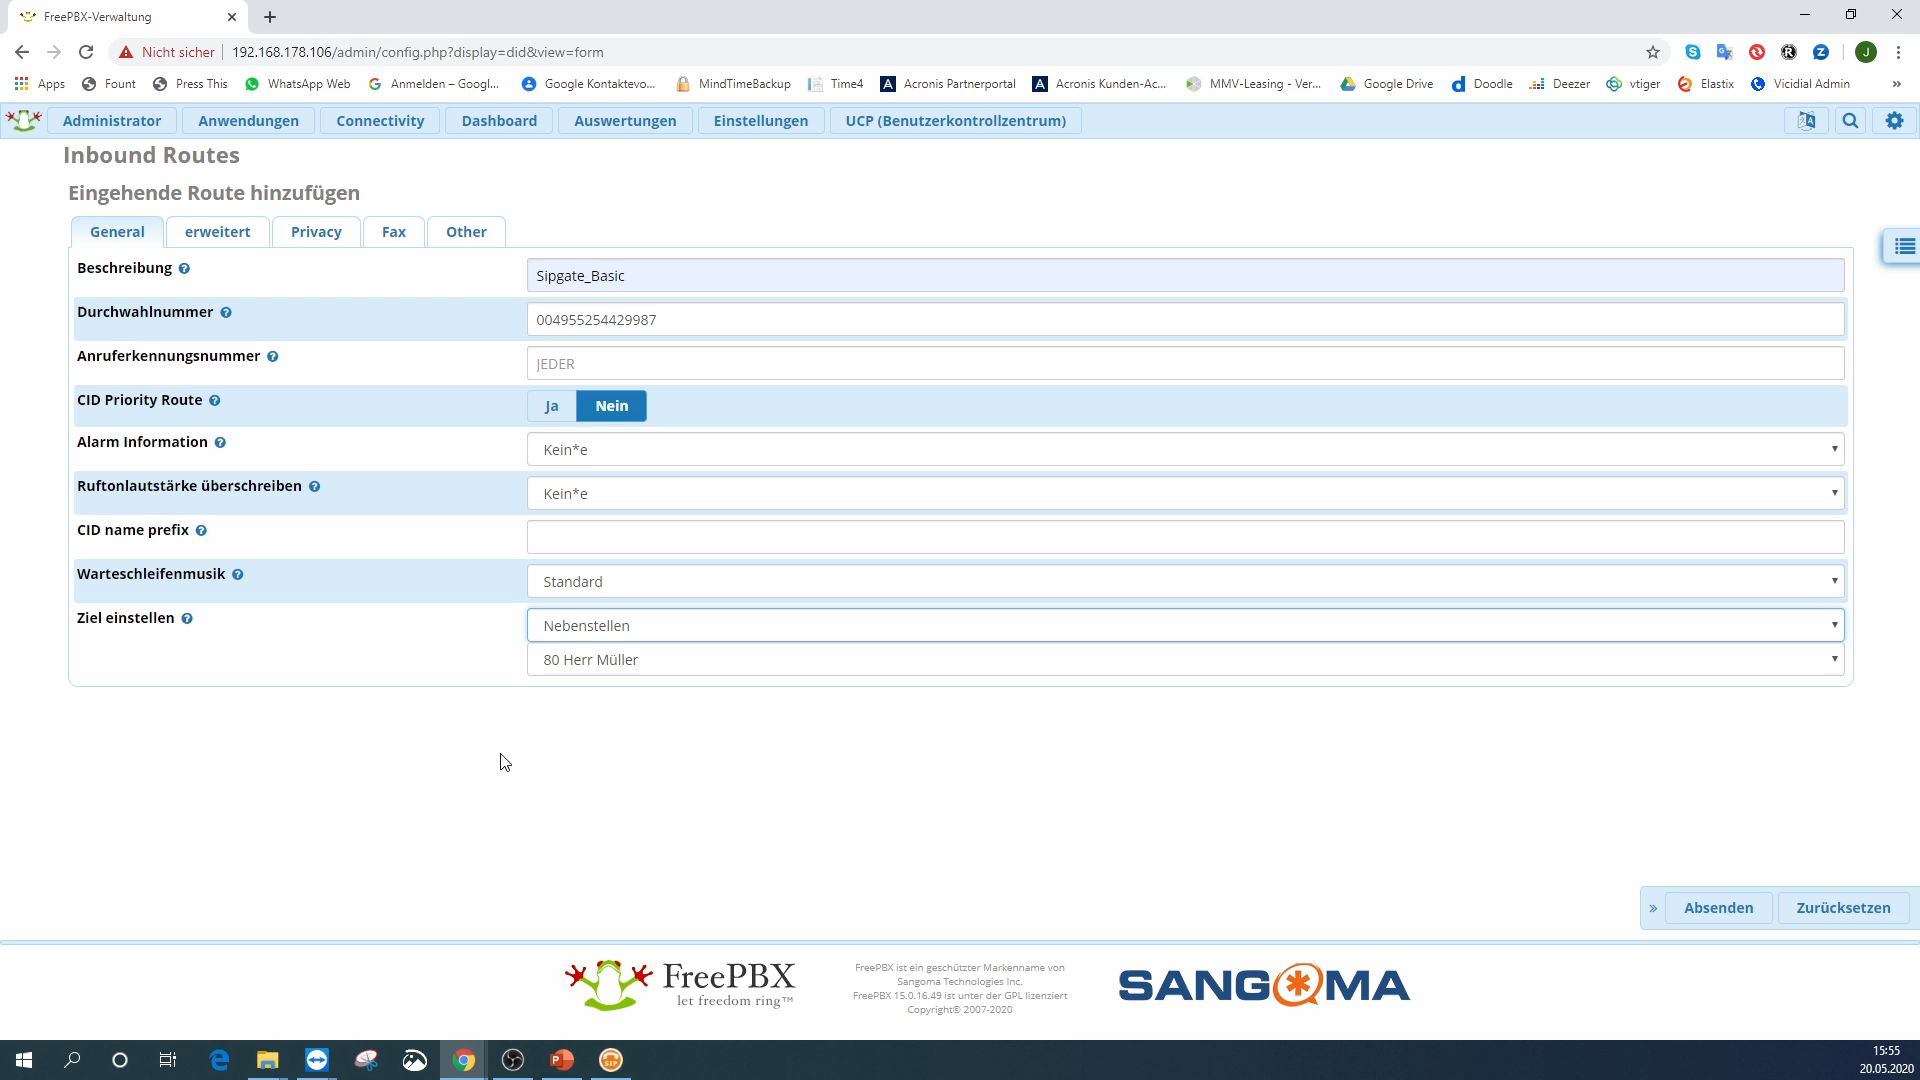 FreePBX-Verwaltung
Nicht sicher 192.168.178.106/admin/config.php?display=did&view=form
Apps Fount Press This WhatsApp Web Anmelden – Googl... Google Kontaktevo... MindTimeBackup Time4 Acronis Partnerportal Acronis Kunden-Ac... MMV-Leasing - Ver... Google Drive Doodle Deezer vtiger Elastix Vicidial Admin »
Administrator Anwendungen Connectivity Dashboard Auswertungen Einstellungen UCP (Benutzerkontrollzentrum)
Inbound Routes
Eingehende Route hinzufügen
General erweitert Privacy Fax Other
Beschreibung Sipgate_Basic
Durchwahlnummer 004955254429987
Anruferkennungsnummer JEDER
CID Priority Route Ja Nein
Alarm Information Kein*e
Ruftonlautstärke überschreiben Kein*e
CID name prefix
Warteschleifenmusik Standard
Ziel einstellen Nebenstellen
80 Herr Müller
» Absenden Zurücksetzen
FreePBX
let freedom ring™
FreePBX ist ein geschützter Markenname von
Sangoma Technologies Inc.
FreePBX 15.0.16.49 ist unter der GPL lizenziert
Copyright© 2007-2020
SANGOMA
15:55
20.05.2020